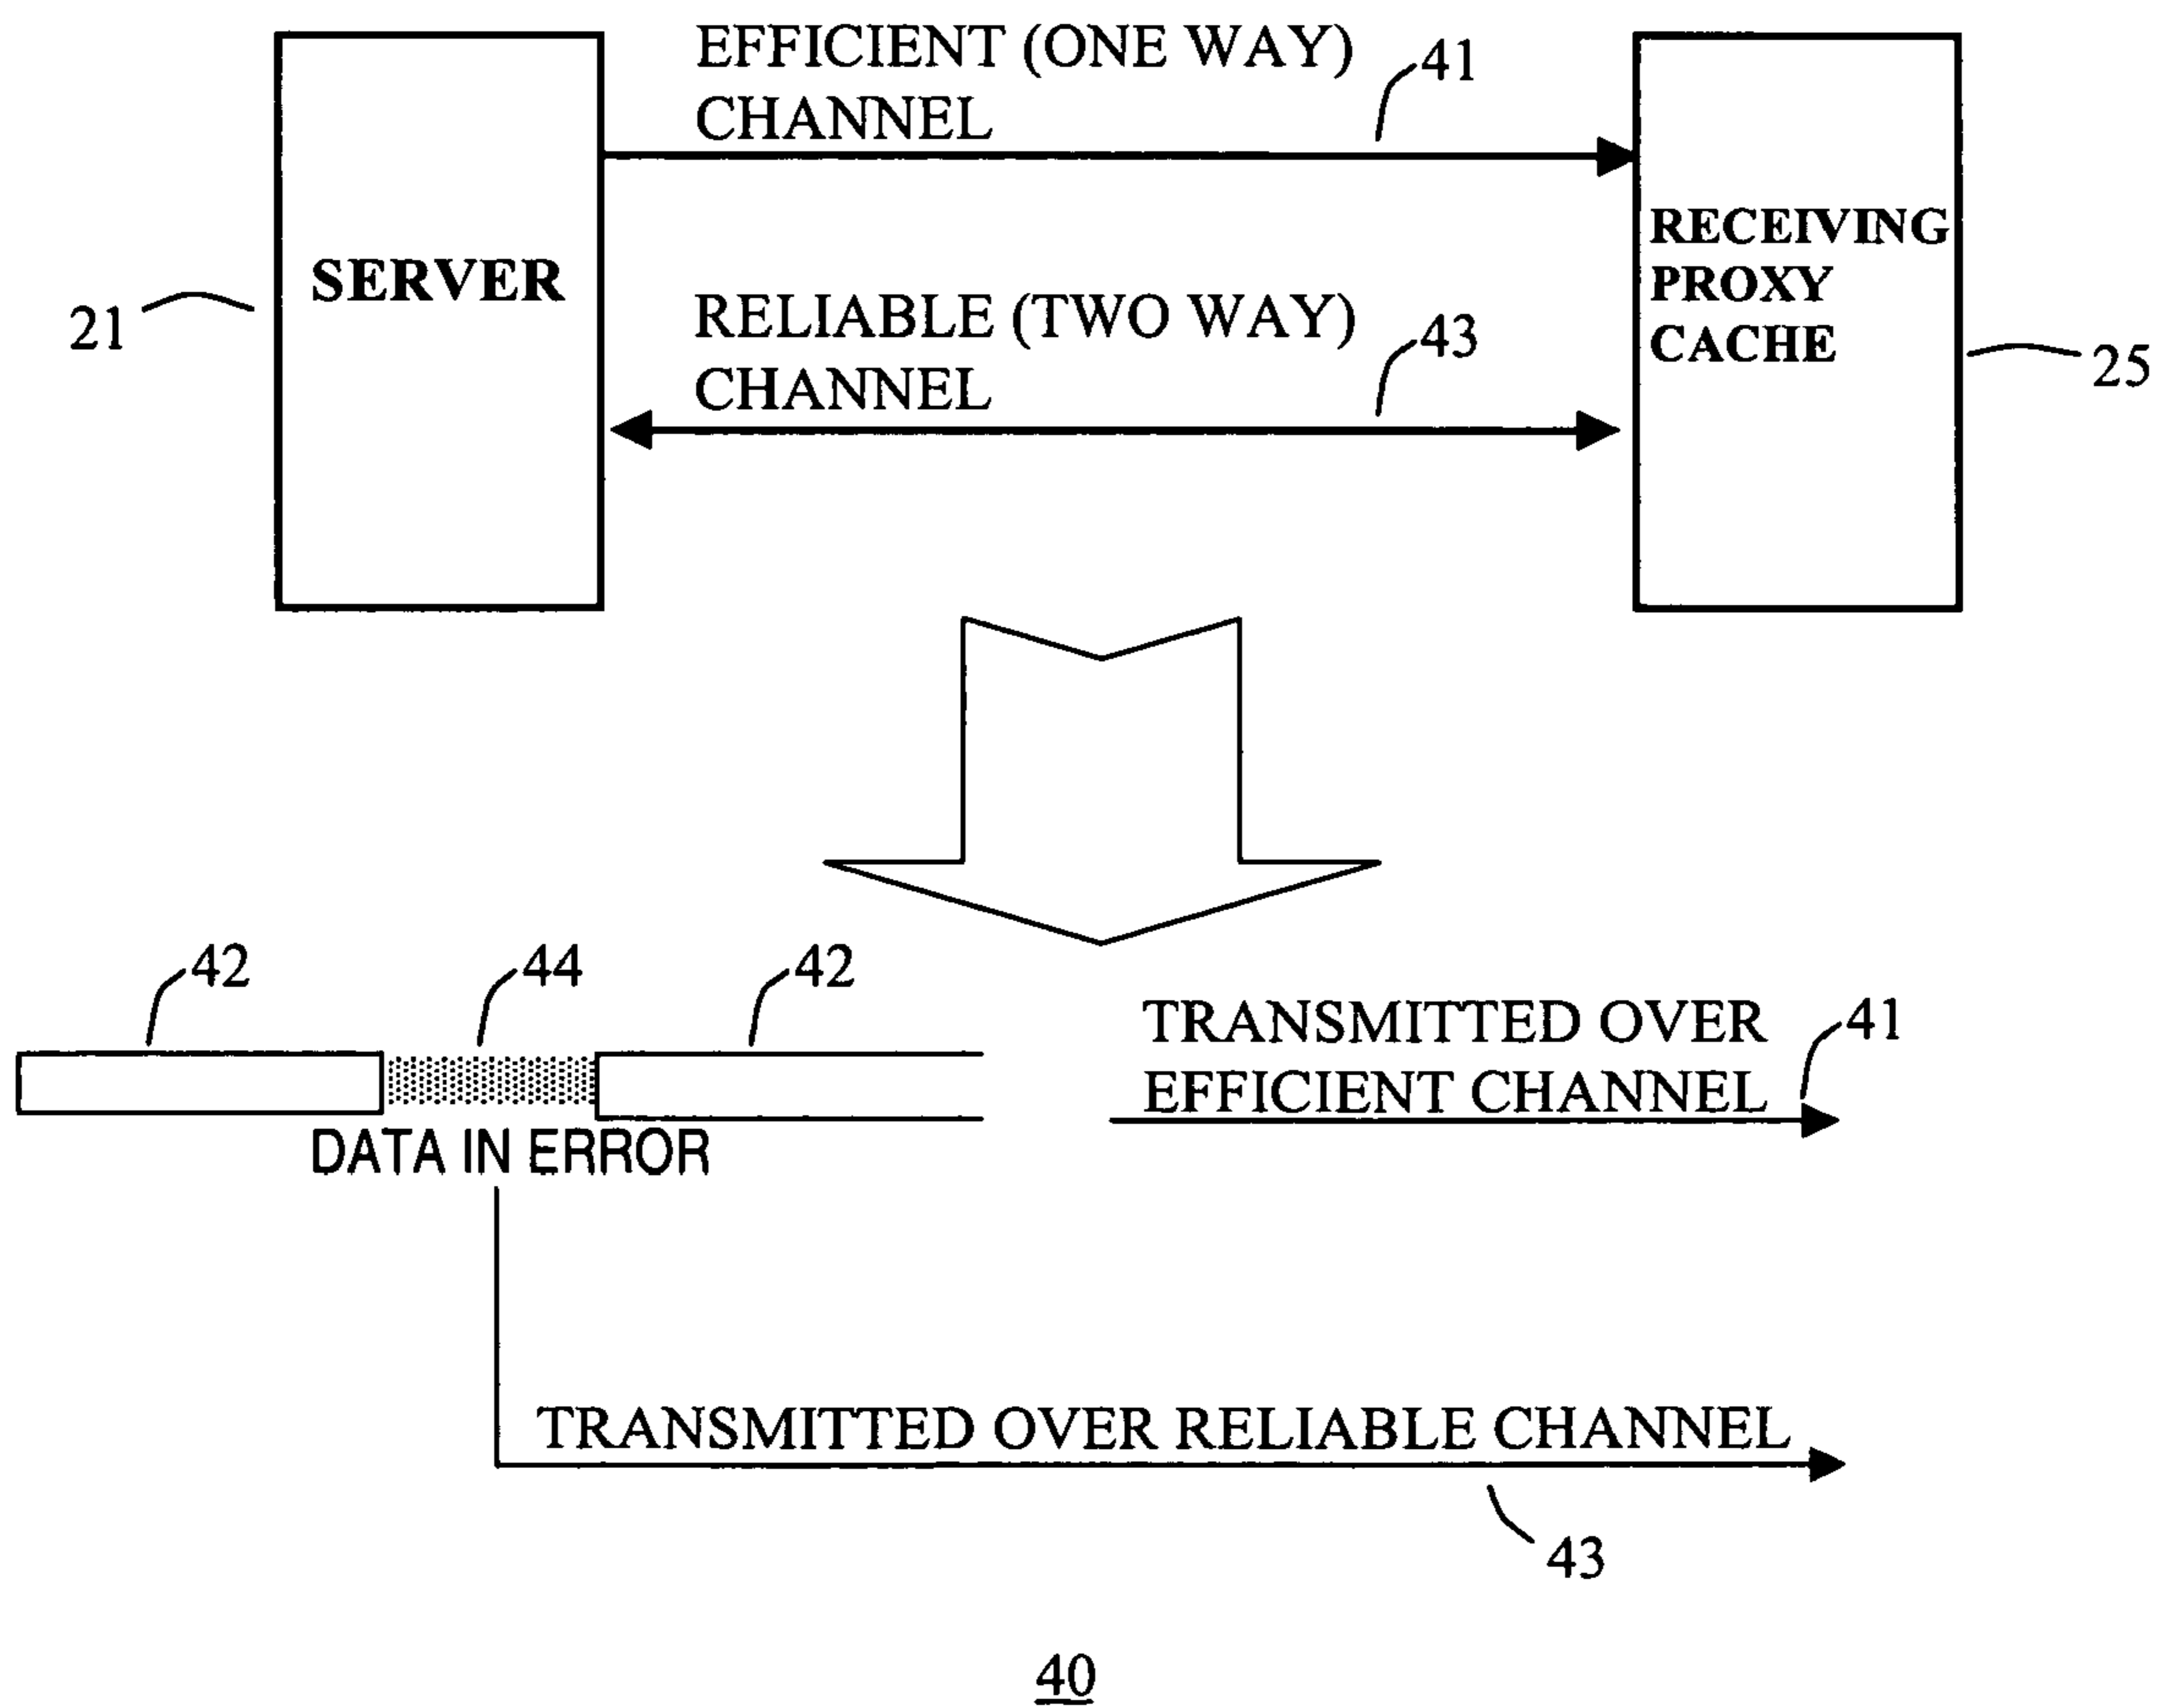 EFFICIENT (ONE WAY)
CHANNEL
41
SERVER
21
RECEIVING
PROXY
CACHE
25
RELIABLE (TWO WAY)
CHANNEL
43
42
44
42
DATA IN ERROR
TRANSMITTED OVER
EFFICIENT CHANNEL
41
TRANSMITTED OVER RELIABLE CHANNEL
43
40